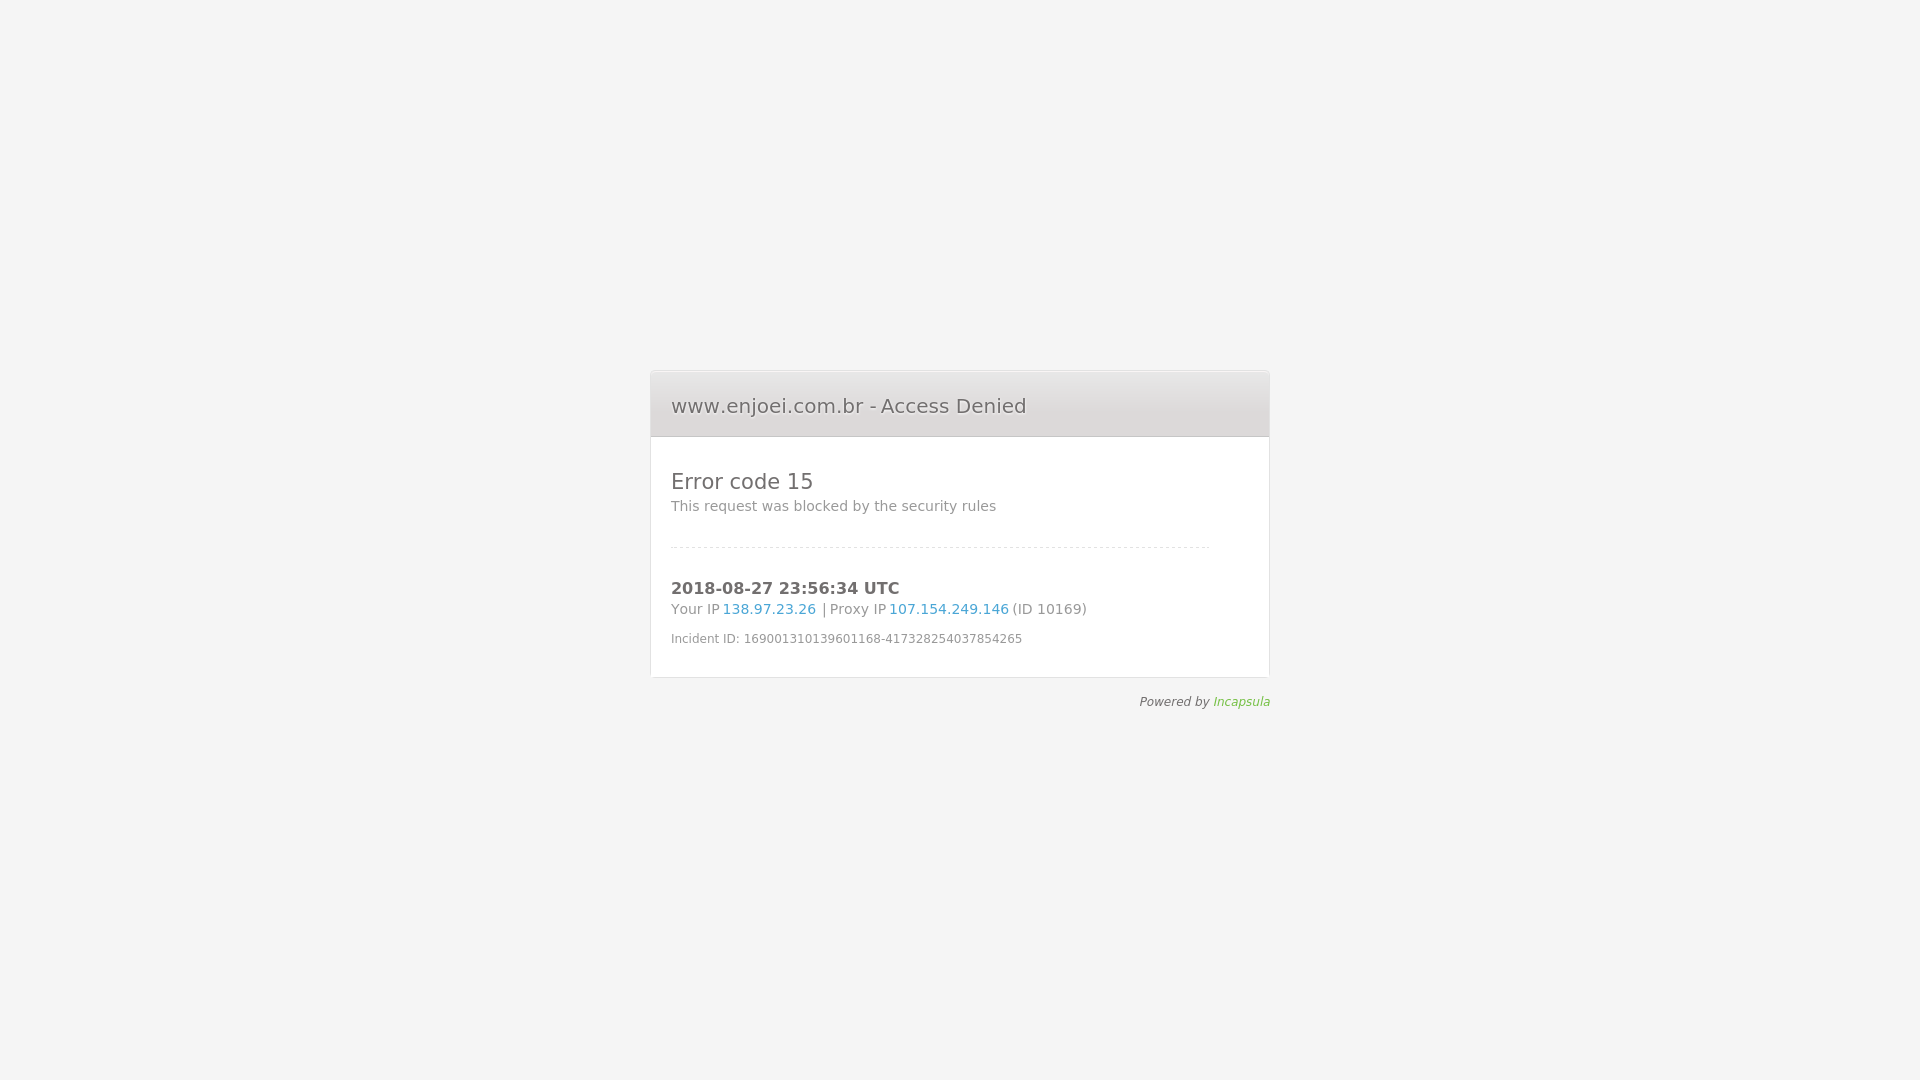 www.enjoei.com.br - Access Denied
Error code 15
This request was blocked by the security rules
2018-08-27 23:56:34 UTC
Your IP 138.97.23.26 | Proxy IP 107.154.249.146 (ID 10169)
Incident ID: 169001310139601168-417328254037854265
Powered by Incapsula